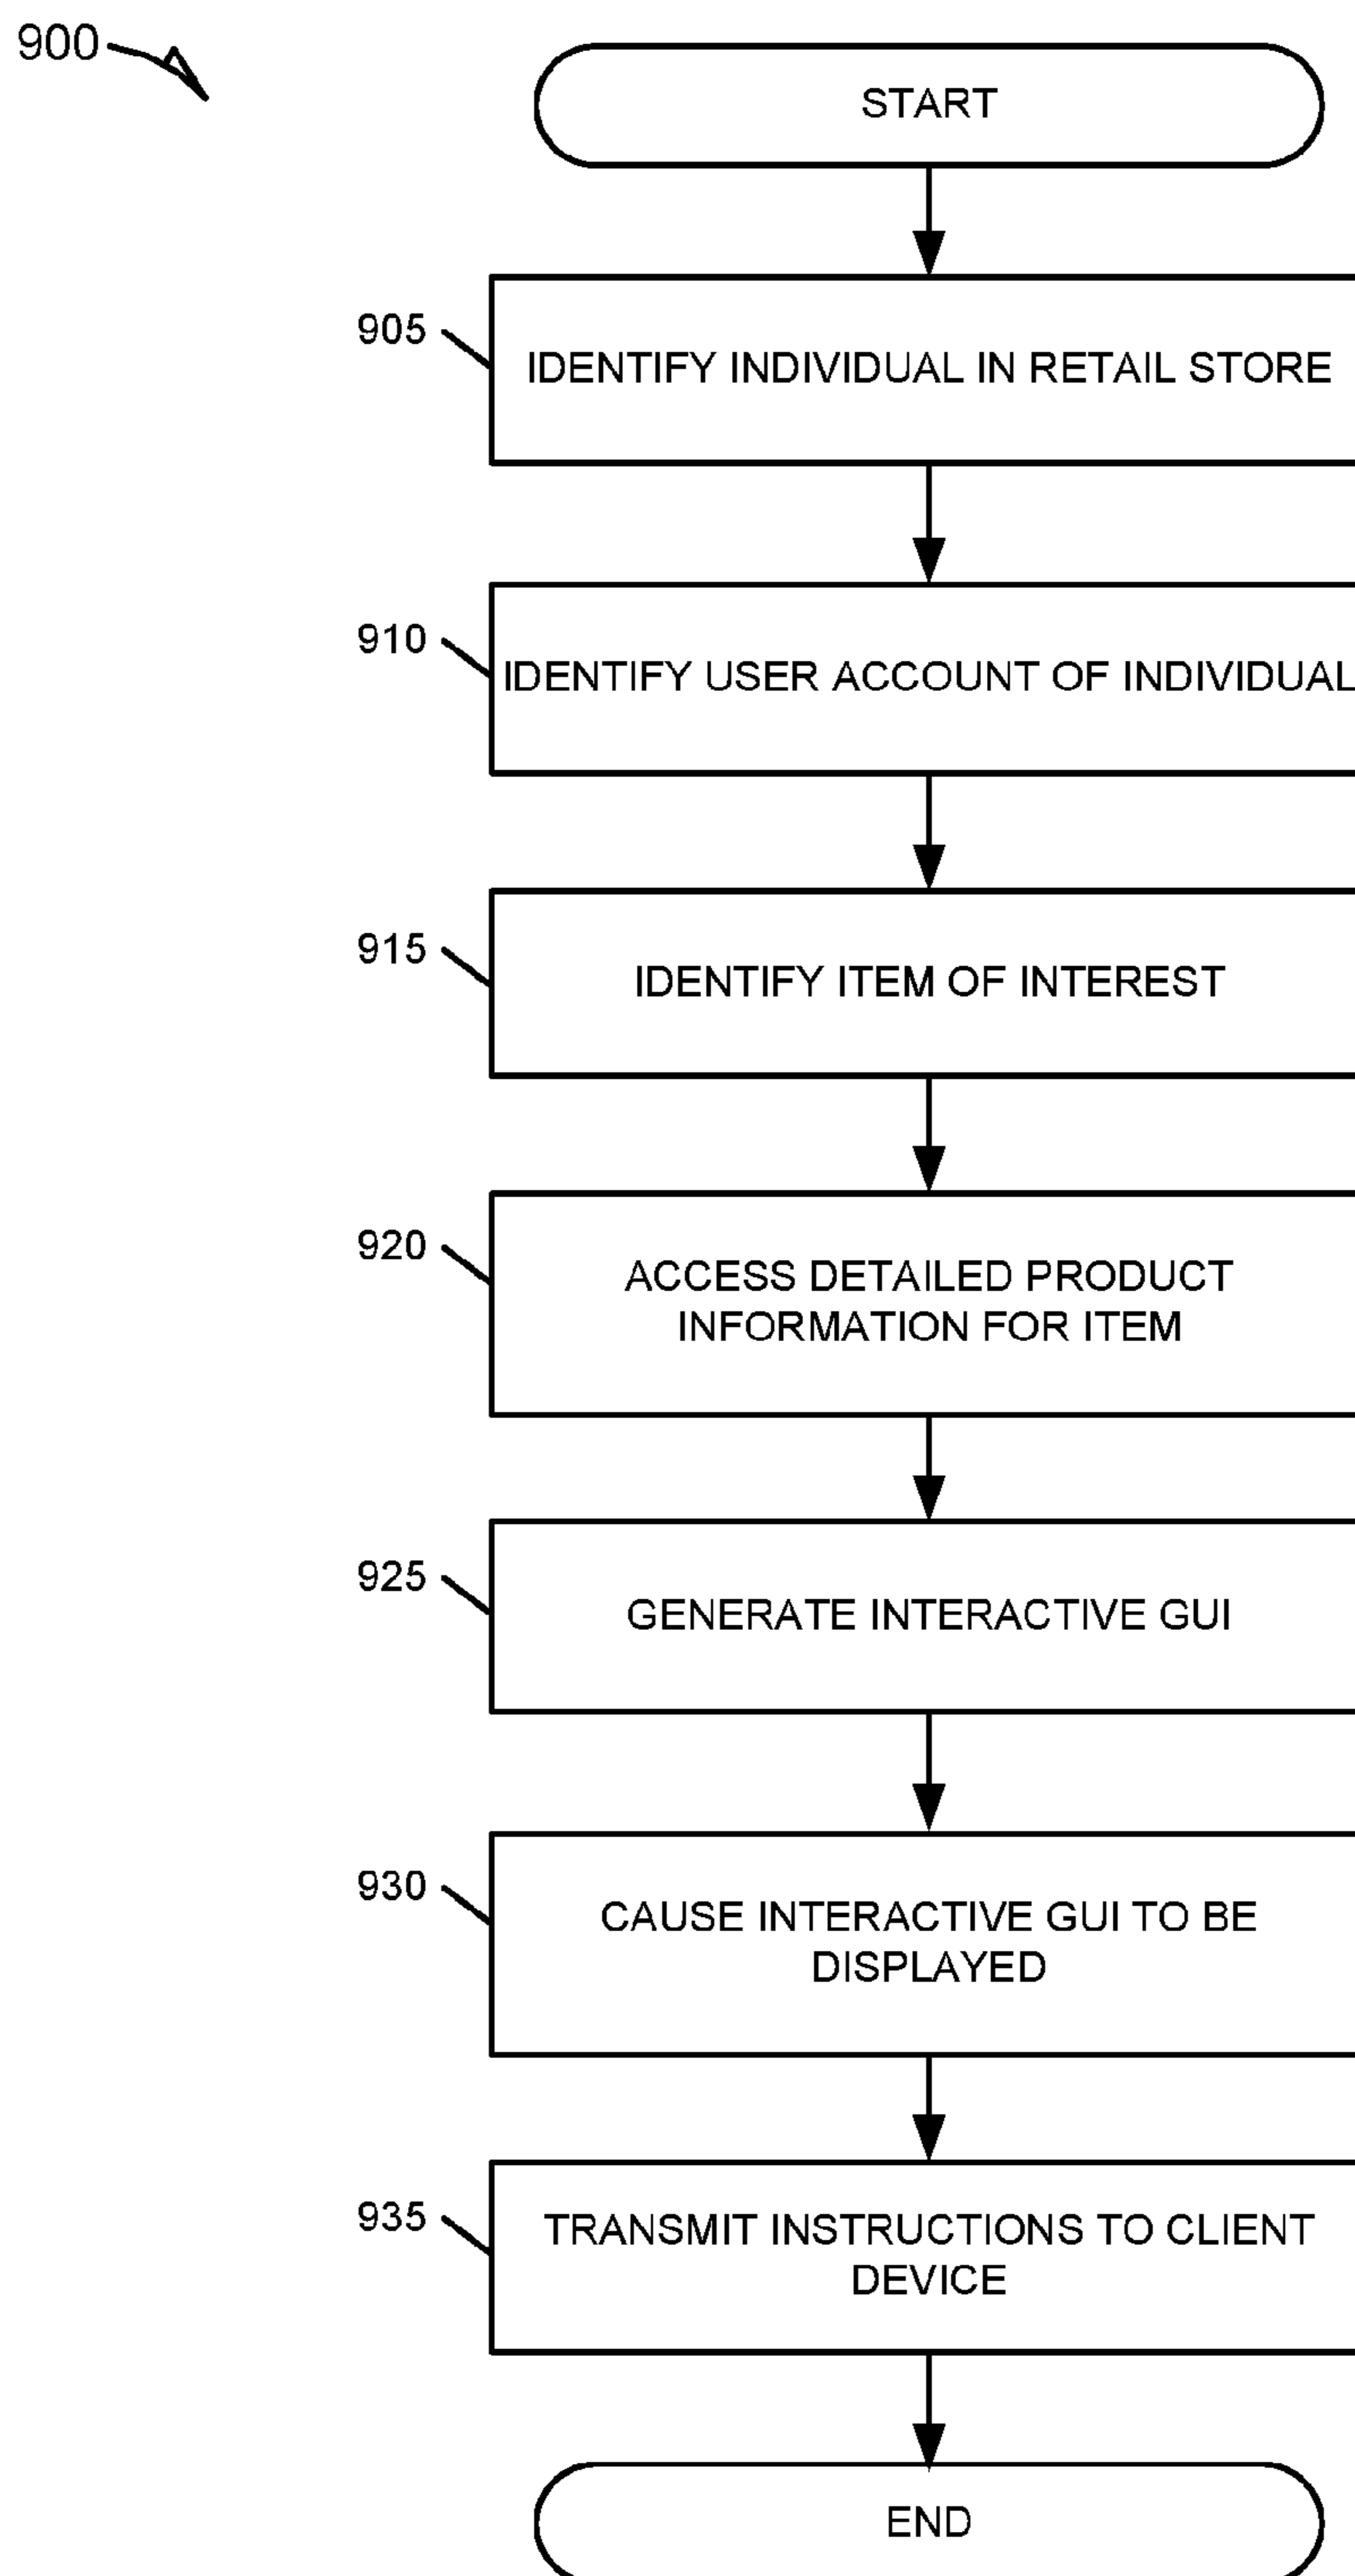 900
START
905
IDENTIFY INDIVIDUAL IN RETAIL STORE
910
IDENTIFY USER ACCOUNT OF INDIVIDUAL
915
IDENTIFY ITEM OF INTEREST
920
ACCESS DETAILED PRODUCT
INFORMATION FOR ITEM
925
GENERATE INTERACTIVE GUI
930
CAUSE INTERACTIVE GUI TO BE
DISPLAYED
935
TRANSMIT INSTRUCTIONS TO CLIENT
DEVICE
END